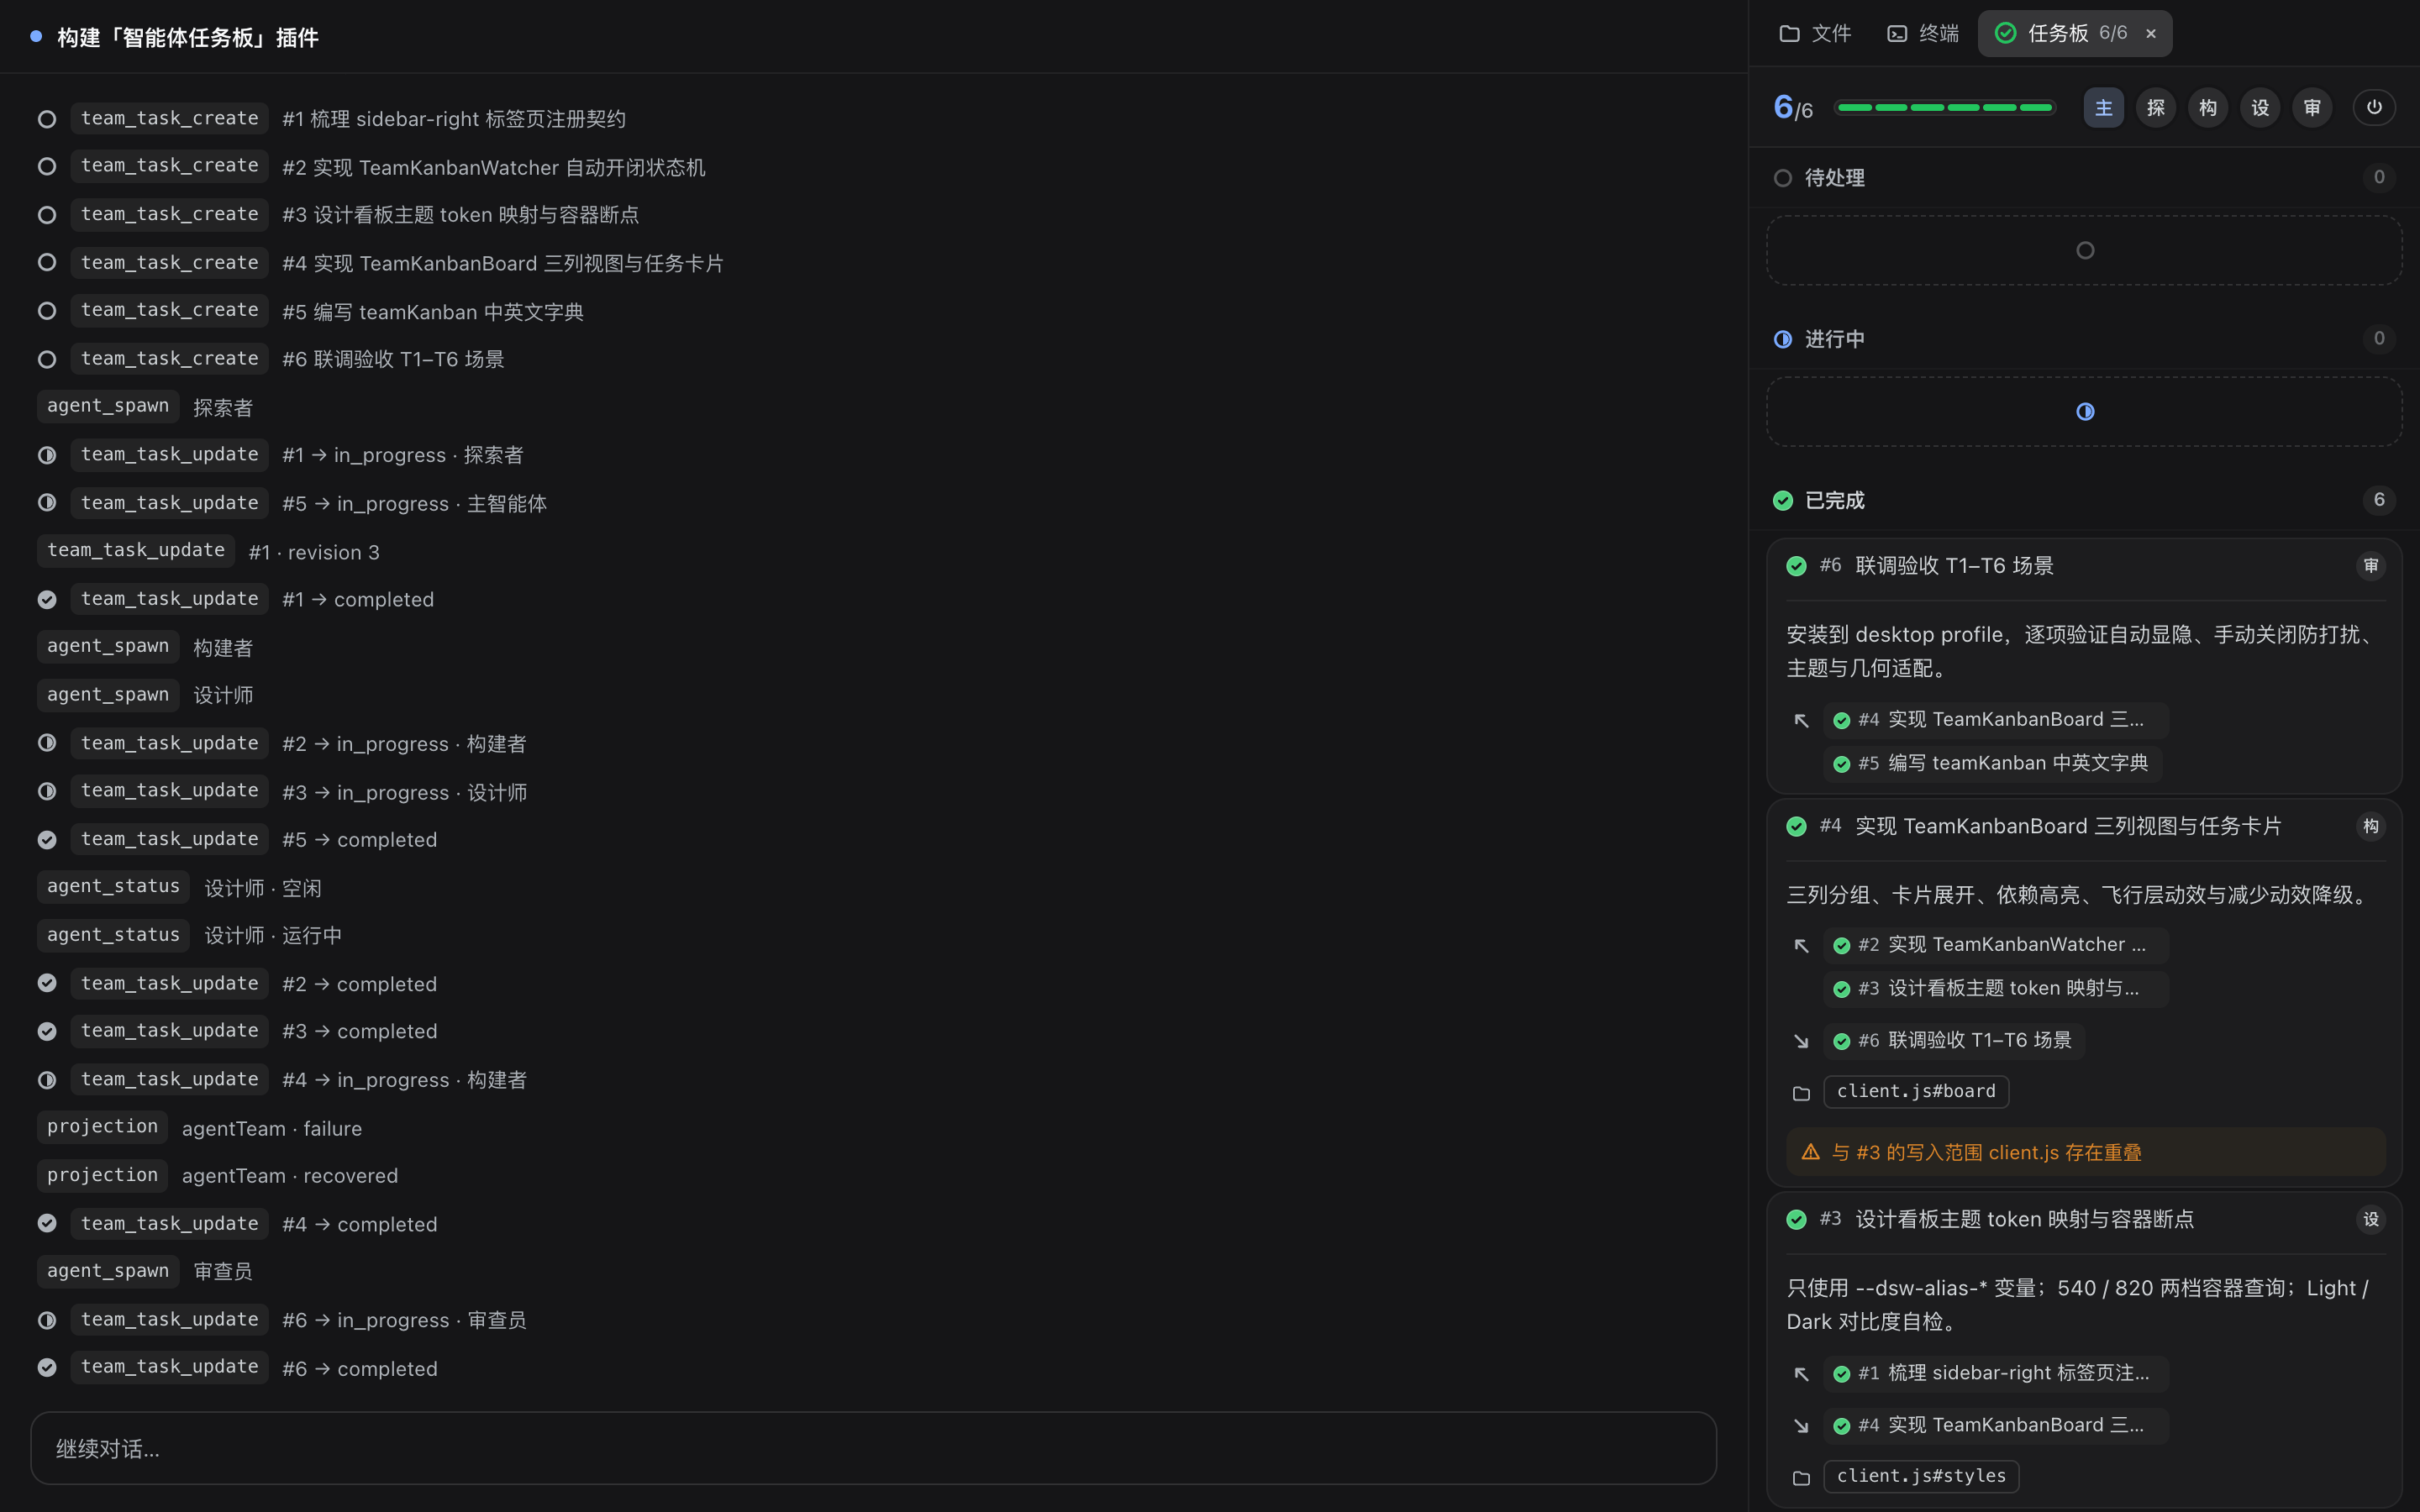 构建「智能体任务板」插件
team_task_create #1 梳理 sidebar-right 标签页注册契约
team_task_create #2 实现 TeamKanbanWatcher 自动开闭状态机
team_task_create #3 设计看板主题 token 映射与容器断点
team_task_create #4 实现 TeamKanbanBoard 三列视图与任务卡片
team_task_create #5 编写 teamKanban 中英文字典
team_task_create #6 联调验收 T1–T6 场景
agent_spawn 探索者
team_task_update #1 → in_progress · 探索者
team_task_update #5 → in_progress · 主智能体
team_task_update #1 · revision 3
team_task_update #1 → completed
agent_spawn 构建者
agent_spawn 设计师
team_task_update #2 → in_progress · 构建者
team_task_update #3 → in_progress · 设计师
team_task_update #5 → completed
agent_status 设计师 · 空闲
agent_status 设计师 · 运行中
team_task_update #2 → completed
team_task_update #3 → completed
team_task_update #4 → in_progress · 构建者
projection agentTeam · failure
projection agentTeam · recovered
team_task_update #4 → completed
agent_spawn 审查员
team_task_update #6 → in_progress · 审查员
team_task_update #6 → completed
继续对话...
文件 终端 任务板 6/6 ×
6/6 主 探 构 设 审
待处理 0
进行中 0
已完成 6
#6 联调验收 T1–T6 场景 审
安装到 desktop profile，逐项验证自动显隐、手动关闭防打扰、
主题与几何适配。
#4 实现 TeamKanbanBoard 三...
#5 编写 teamKanban 中英文字典
#4 实现 TeamKanbanBoard 三列视图与任务卡片 构
三列分组、卡片展开、依赖高亮、飞行层动效与减少动效降级。
#2 实现 TeamKanbanWatcher ...
#3 设计看板主题 token 映射与...
#6 联调验收 T1–T6 场景
client.js#board
与 #3 的写入范围 client.js 存在重叠
#3 设计看板主题 token 映射与容器断点 设
只使用 --dsw-alias-* 变量；540 / 820 两档容器查询；Light /
Dark 对比度自检。
#1 梳理 sidebar-right 标签页注...
#4 实现 TeamKanbanBoard 三...
client.js#styles